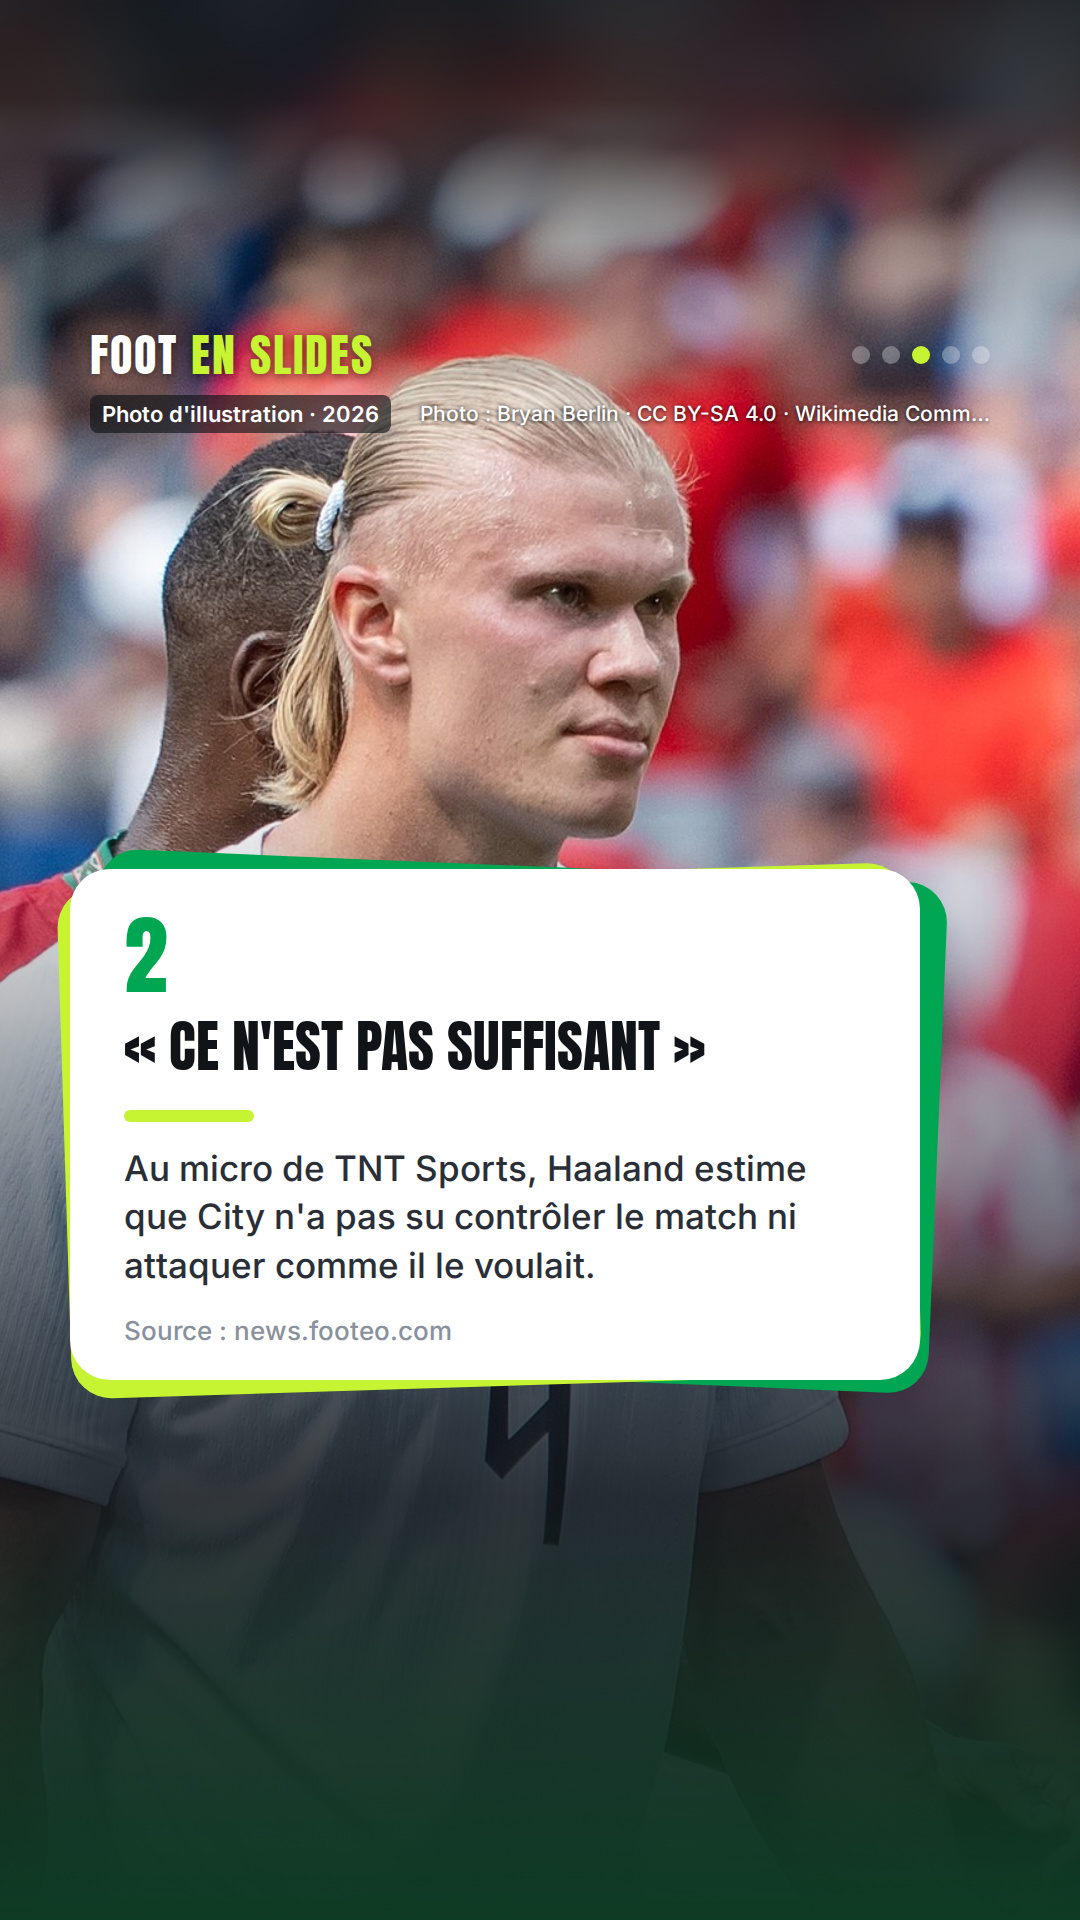 FOOT EN SLIDES
Photo d'illustration · 2026
Photo : Bryan Berlin · CC BY-SA 4.0 · Wikimedia Comm...
2
« CE N'EST PAS SUFFISANT »
Au micro de TNT Sports, Haaland estime
que City n'a pas su contrôler le match ni
attaquer comme il le voulait.
Source : news.footeo.com